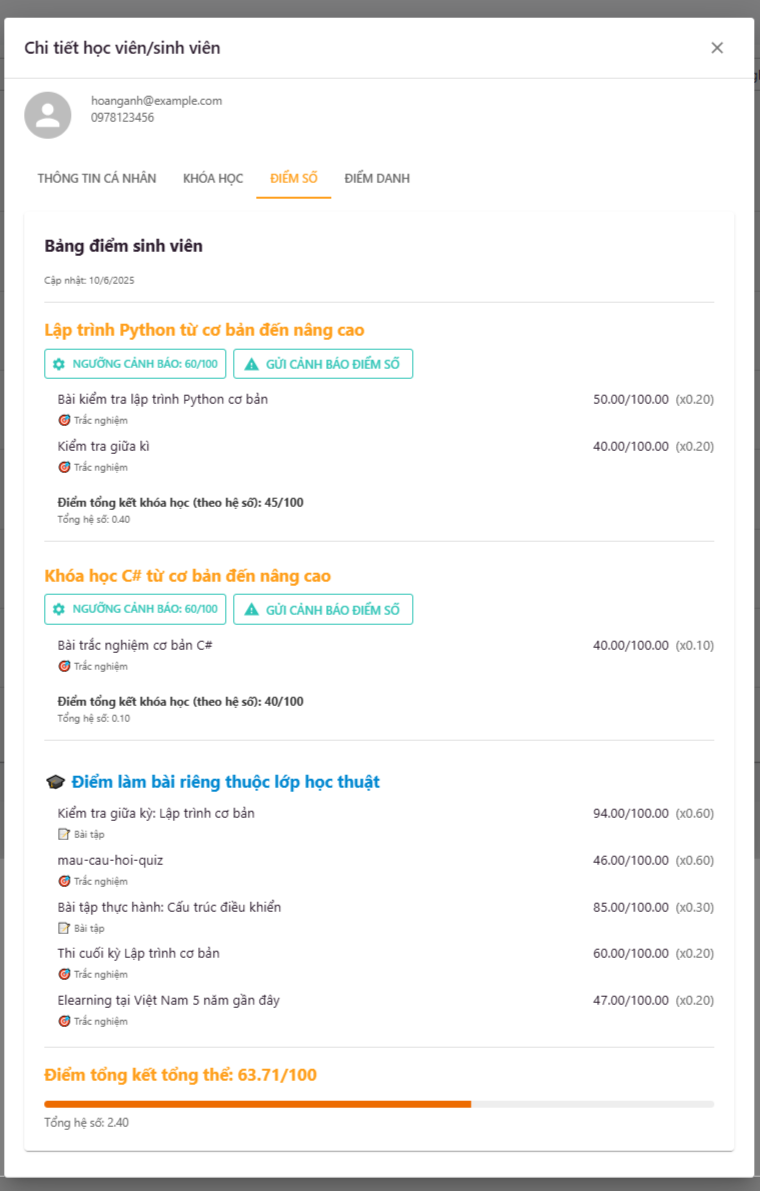 Chi tiết học viên/sinh viên
hoanganh@example.com
0978123456
THÔNG TIN CÁ NHÂN KHÓA HỌC ĐIỂM SỐ ĐIỂM DANH
Bảng điểm sinh viên
Cập nhật: 10/6/2025
Lập trình Python từ cơ bản đến nâng cao
NGƯỠNG CẢNH BÁO: 60/100 GỬI CẢNH BÁO ĐIỂM SỐ
Bài kiểm tra lập trình Python cơ bản 50.00/100.00 (x0.20)
Trắc nghiệm
Kiểm tra giữa kì 40.00/100.00 (x0.20)
Trắc nghiệm
Điểm tổng kết khóa học (theo hệ số): 45/100
Tổng hệ số: 0.40
Khóa học C# từ cơ bản đến nâng cao
NGƯỠNG CẢNH BÁO: 60/100 GỬI CẢNH BÁO ĐIỂM SỐ
Bài trắc nghiệm cơ bản C# 40.00/100.00 (x0.10)
Trắc nghiệm
Điểm tổng kết khóa học (theo hệ số): 40/100
Tổng hệ số: 0.10
Điểm làm bài riêng thuộc lớp học thuật
Kiểm tra giữa kỳ: Lập trình cơ bản 94.00/100.00 (x0.60)
Bài tập
mau-cau-hoi-quiz 46.00/100.00 (x0.60)
Trắc nghiệm
Bài tập thực hành: Cấu trúc điều khiển 85.00/100.00 (x0.30)
Bài tập
Thi cuối kỳ Lập trình cơ bản 60.00/100.00 (x0.20)
Trắc nghiệm
Elearning tại Việt Nam 5 năm gần đây 47.00/100.00 (x0.20)
Trắc nghiệm
Điểm tổng kết tổng thể: 63.71/100
Tổng hệ số: 2.40